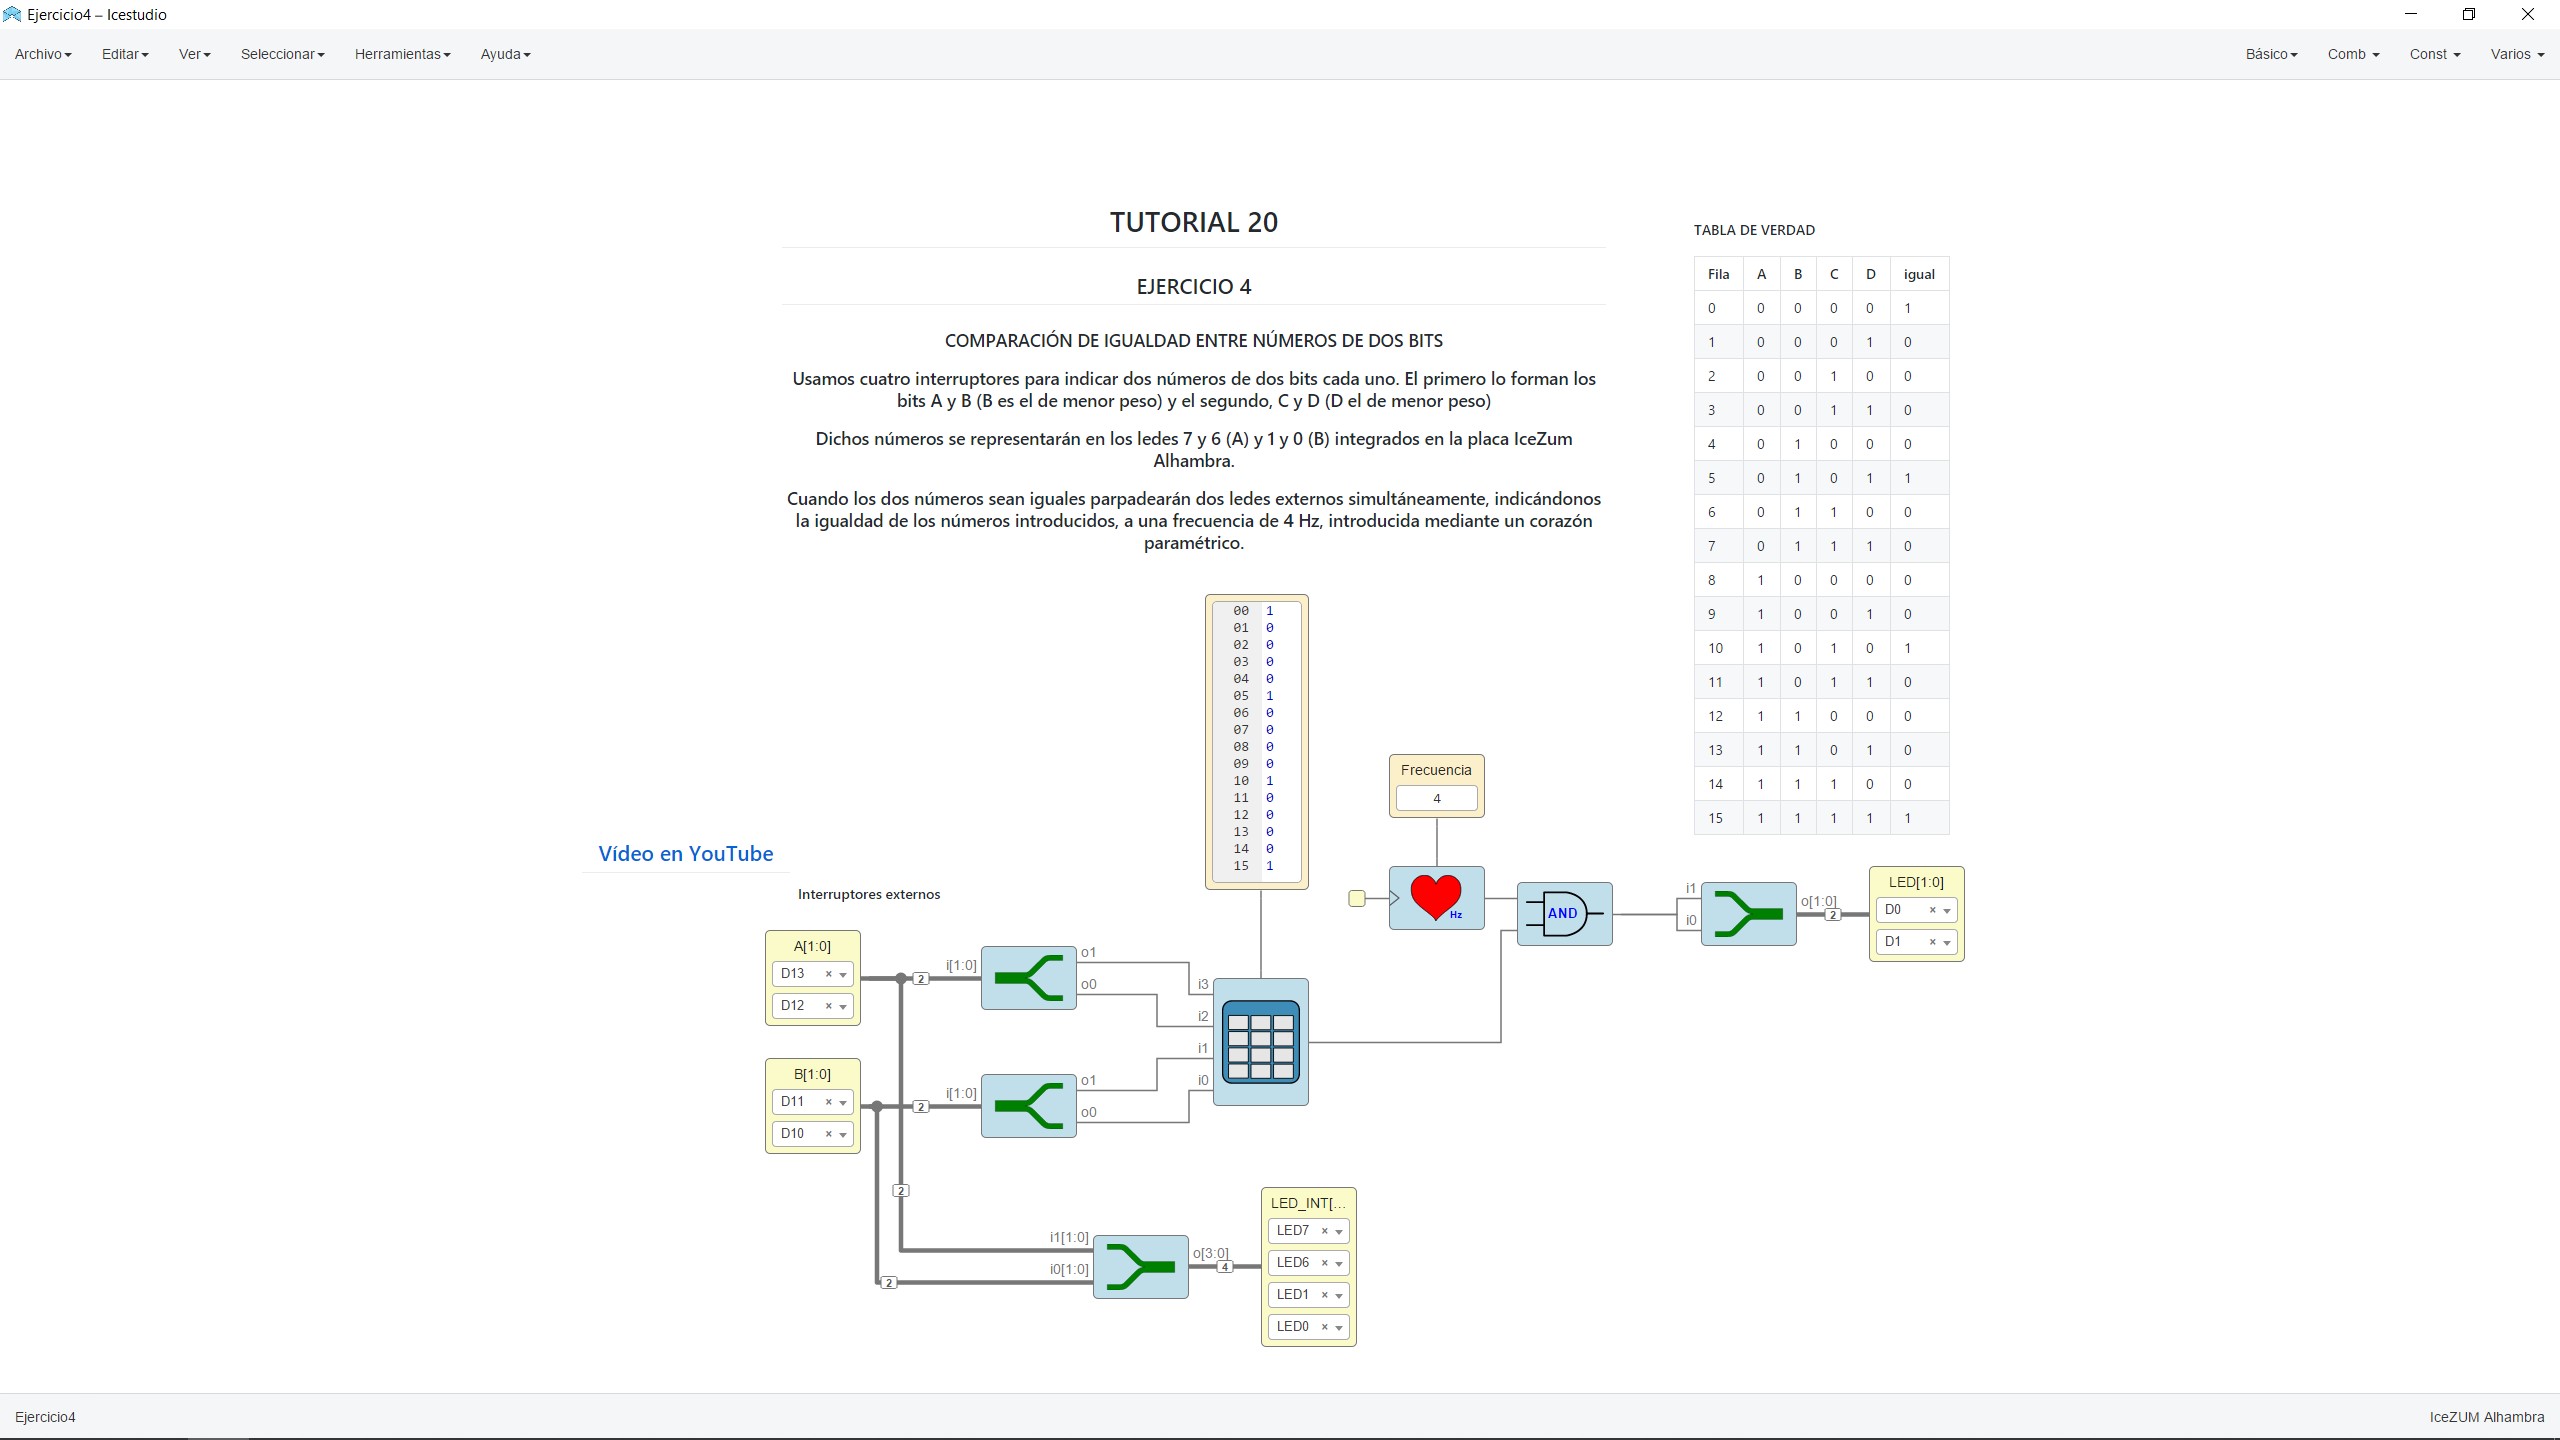 Ejercicio4 – Icestudio
Archivo Editar Ver Seleccionar Herramientas Ayuda Básico Comb Const Varios
TUTORIAL 20
EJERCICIO 4
COMPARACIÓN DE IGUALDAD ENTRE NÚMEROS DE DOS BITS
Usamos cuatro interruptores para indicar dos números de dos bits cada uno. El primero lo forman los
bits A y B (B es el de menor peso) y el segundo, C y D (D el de menor peso)
Dichos números se representarán en los ledes 7 y 6 (A) y 1 y 0 (B) integrados en la placa IceZum
Alhambra.
Cuando los dos números sean iguales parpadearán dos ledes externos simultáneamente, indicándonos
la igualdad de los números introducidos, a una frecuencia de 4 Hz, introducida mediante un corazón
paramétrico.
TABLA DE VERDAD
Fila A B C D igual
0 0 0 0 0 1
1 0 0 0 1 0
2 0 0 1 0 0
3 0 0 1 1 0
4 0 1 0 0 0
5 0 1 0 1 1
6 0 1 1 0 0
7 0 1 1 1 0
8 1 0 0 0 0
9 1 0 0 1 0
10 1 0 1 0 1
11 1 0 1 1 0
12 1 1 0 0 0
13 1 1 0 1 0
14 1 1 1 0 0
15 1 1 1 1 1
00 1
01 0
02 0
03 0
04 0
05 1
06 0
07 0
08 0
09 0
10 1
11 0
12 0
13 0
14 0
15 1
Frecuencia
4
Hz
AND
i1
i0
o[1:0]
2
LED[1:0]
D0
D1
Vídeo en YouTube
Interruptores externos
A[1:0]
D13
D12
2
i[1:0]
o1
o0
B[1:0]
D11
D10
2
i[1:0]
o1
o0
i3
i2
i1
i0
2
2
i1[1:0]
i0[1:0]
o[3:0]
4
LED_INT[...
LED7
LED6
LED1
LED0
Ejercicio4
IceZUM Alhambra